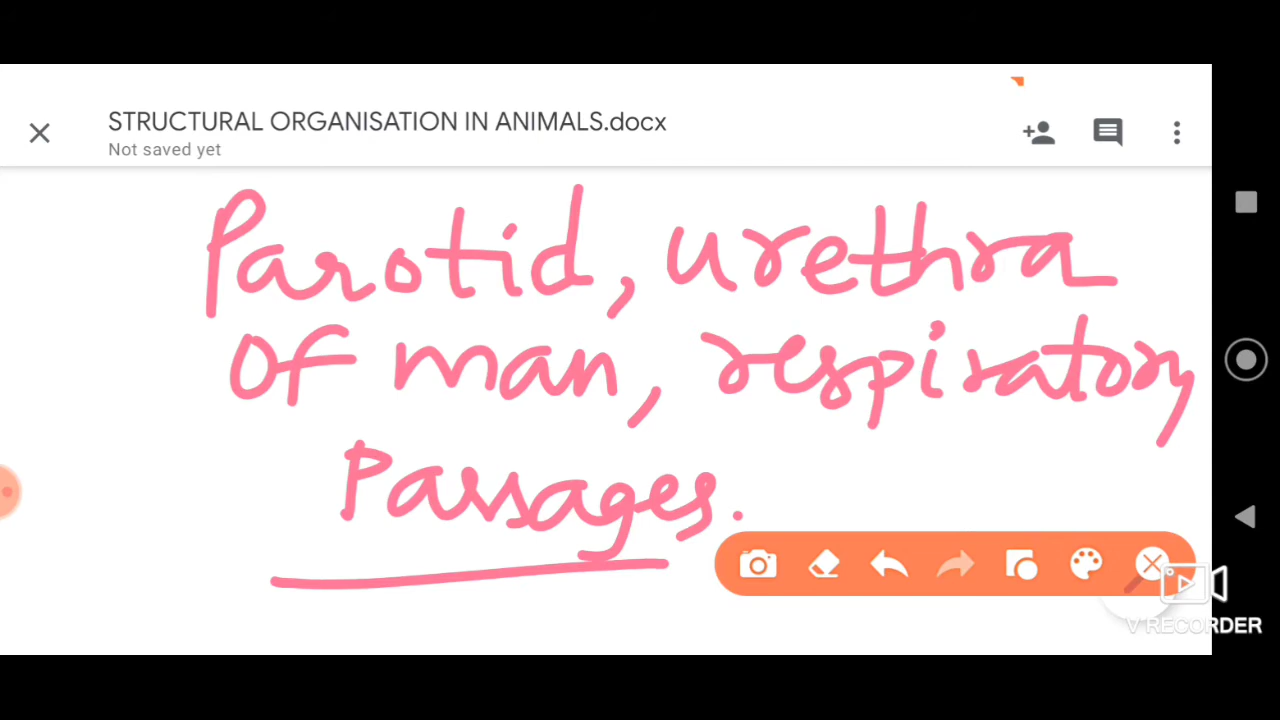 STRUCTURAL ORGANISATION IN ANIMALS.docx
Not saved yet
Parotid, urethra
of man, respiratory
Passages.
V RECORDER